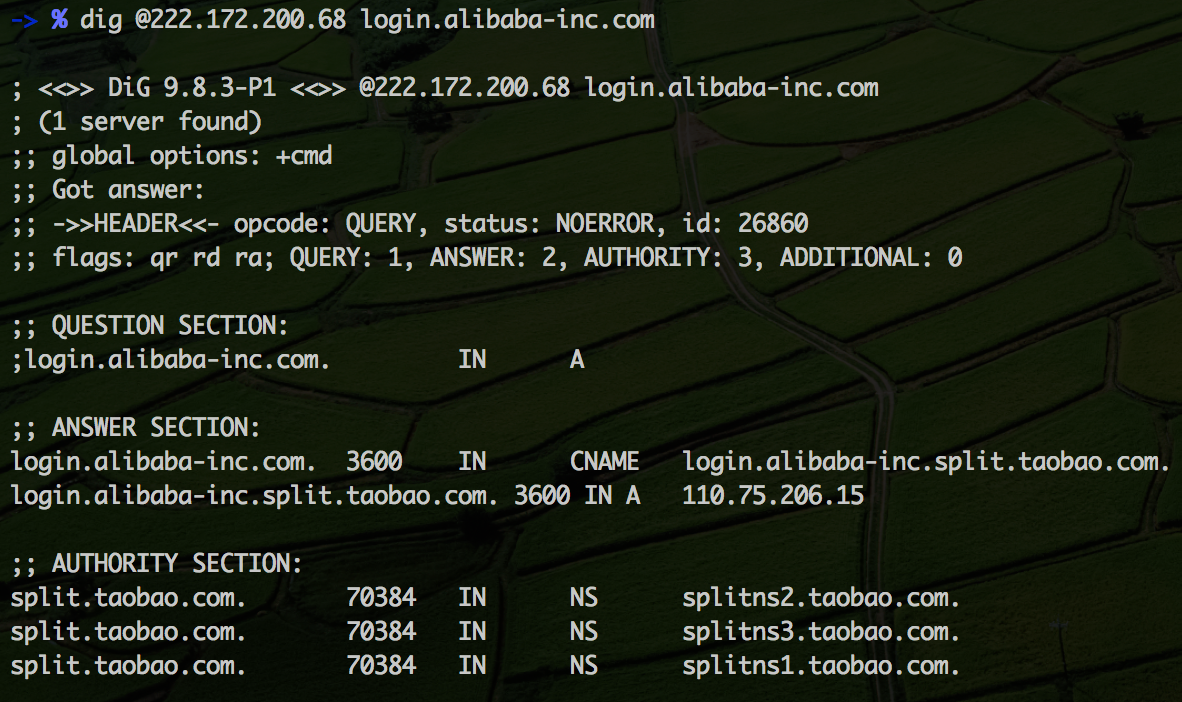 -> % dig @222.172.200.68 login.alibaba-inc.com
; <<>> DiG 9.8.3-P1 <<>> @222.172.200.68 login.alibaba-inc.com
; (1 server found)
;; global options: +cmd
;; Got answer:
;; ->>HEADER<<- opcode: QUERY, status: NOERROR, id: 26860
;; flags: qr rd ra; QUERY: 1, ANSWER: 2, AUTHORITY: 3, ADDITIONAL: 0
;; QUESTION SECTION:
;login.alibaba-inc.com. IN A
;; ANSWER SECTION:
login.alibaba-inc.com. 3600 IN CNAME login.alibaba-inc.split.taobao.com.
login.alibaba-inc.split.taobao.com. 3600 IN A 110.75.206.15
;; AUTHORITY SECTION:
split.taobao.com. 70384 IN NS splitns2.taobao.com.
split.taobao.com. 70384 IN NS splitns3.taobao.com.
split.taobao.com. 70384 IN NS splitns1.taobao.com.